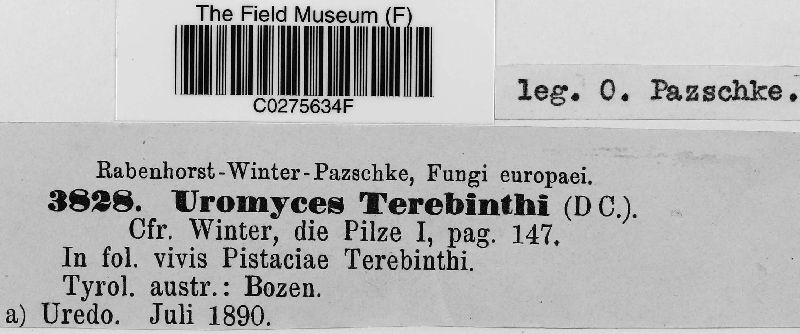 The Field Museum (F)
C0275634F
leg. O. Pazschke.
Rabenhorst-Winter-Pazschke, Fungi europaei.
3828. Uromyces Terebinthi (D C.).
Cfr. Winter, die Pilze I, pag. 147.
In fol. vivis Pistaciae Terebinthi.
Tyrol. austr.: Bozen.
a) Uredo. Juli 1890.